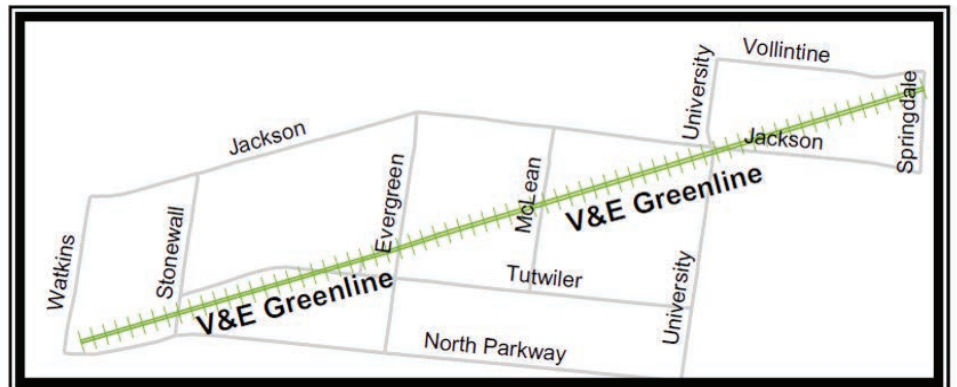 Vollintine
University
Springdale
Jackson
Jackson
McLean
V&E Greenline
Evergreen
Stonewall
Watkins
Tutwiler
V&E Greenline
University
North Parkway